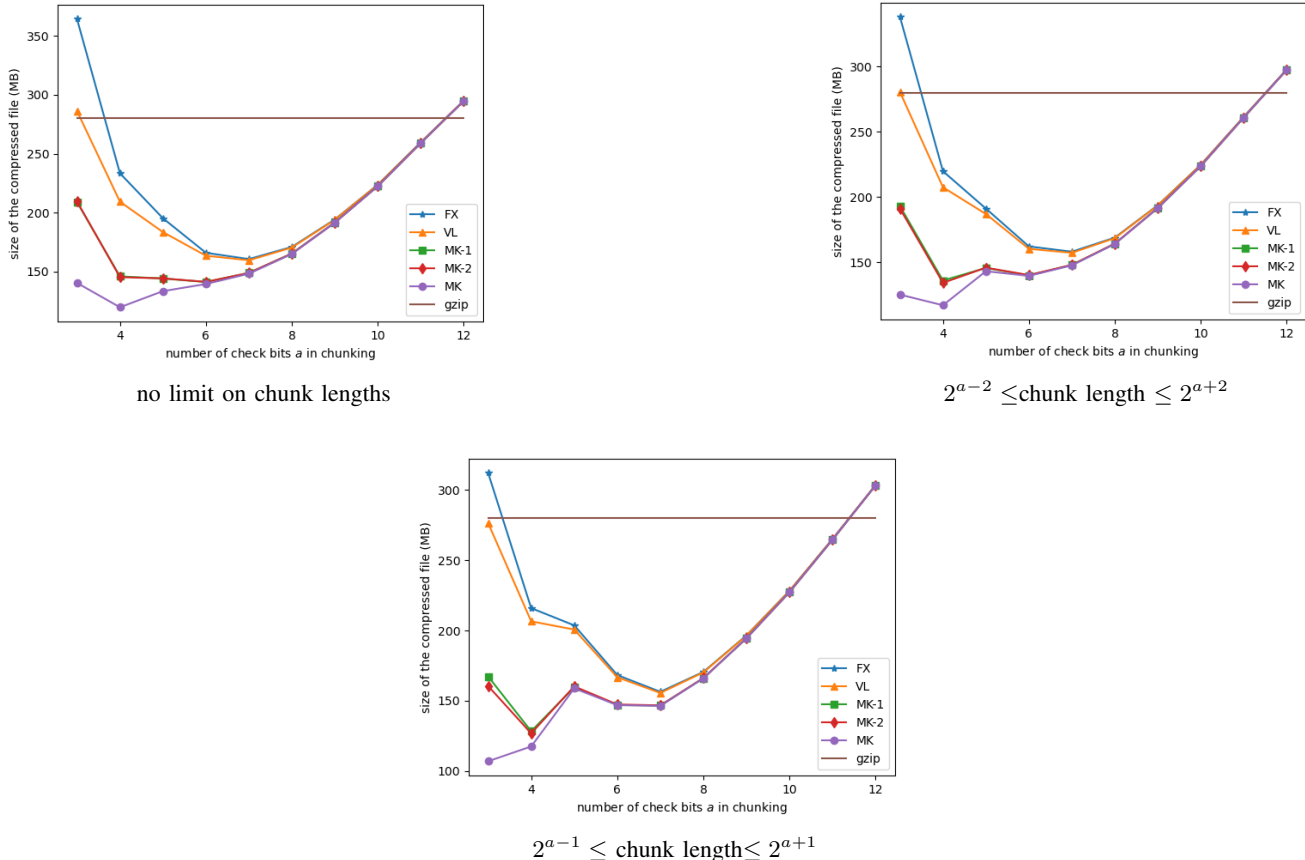 350
300
250
200
150
size of the compressed file (MB)
4
6
8
10
12
number of check bits a in chunking
FX
VL
MK-1
MK-2
MK
gzip
no limit on chunk lengths
300
250
200
150
size of the compressed file (MB)
4
6
8
10
12
number of check bits a in chunking
FX
VL
MK-1
MK-2
MK
gzip
2^{a−2} ≤chunk length ≤ 2^{a+2}
300
250
200
150
100
size of the compressed file (MB)
4
6
8
10
12
number of check bits a in chunking
FX
VL
MK-1
MK-2
MK
gzip
2^{a−1} ≤ chunk length≤ 2^{a+1}